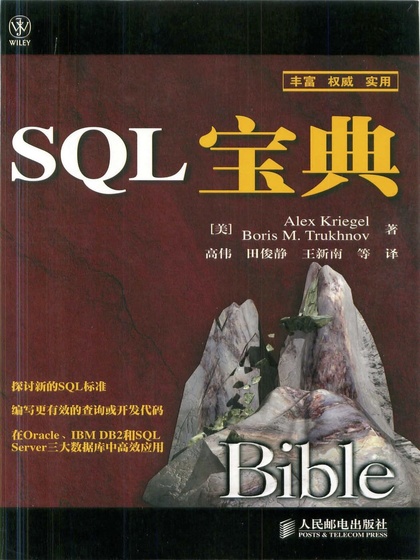 WILEY
丰富 权威 实用
SQL 宝典
[美] Alex Kriegel
Boris M. Trukhnov 著
高伟 田俊静 王新南 等 译
探讨新的SQL标准
编写更有效的查询或开发代码
在Oracle、IBM DB2和SQL
Server三大数据库中高效应用
Bible
人民邮电出版社
POSTS & TELECOM PRESS